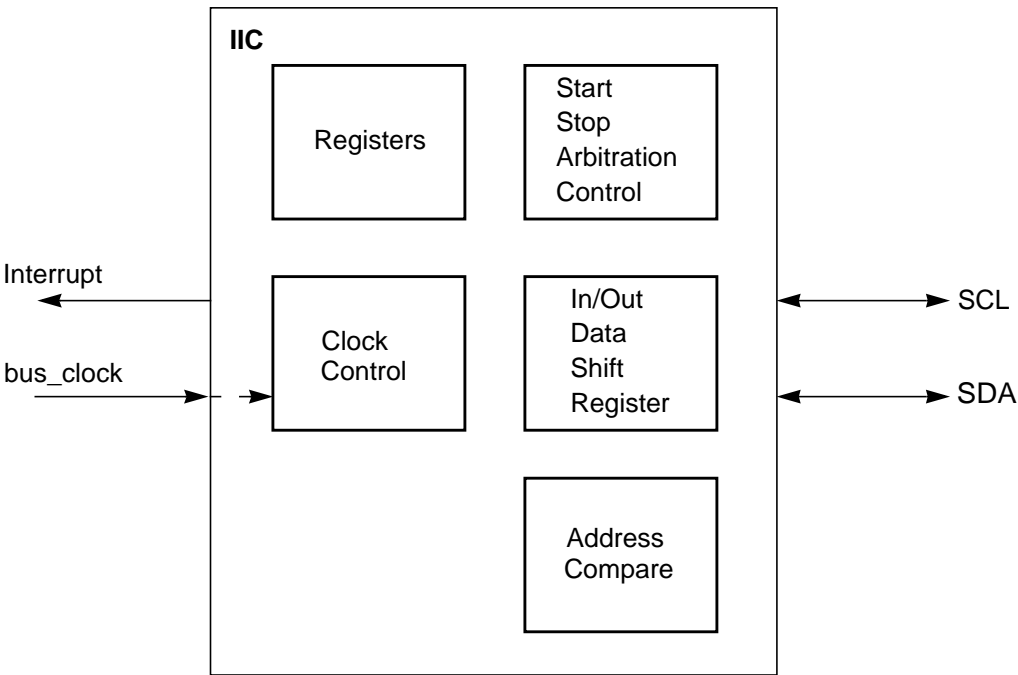 IIC
Registers
Start
Stop
Arbitration
Control
Interrupt
bus_clock
Clock
Control
In/Out
Data
Shift
Register
SCL
SDA
Address
Compare